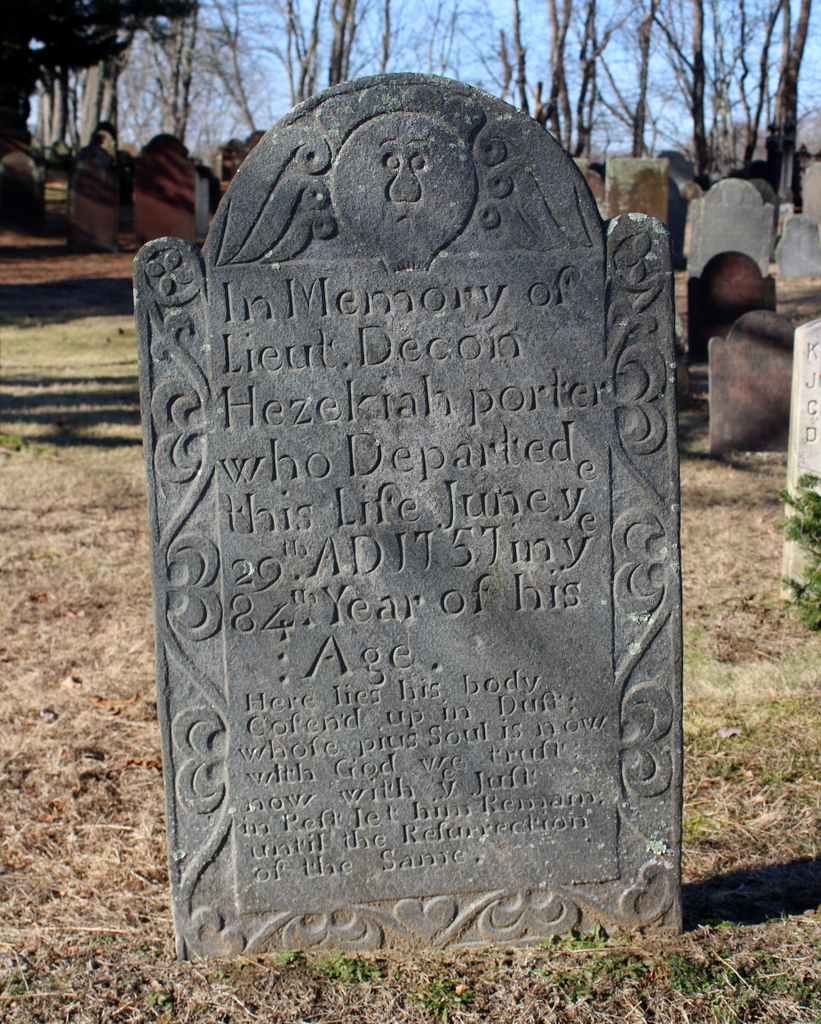 In Memory of
Lieut. Decon
Hezekiah porter
who Departed
this Life June yᵉ
29ᵗʰ AD 1757 in yᵉ
84ᵗʰ Year of his
: Age.
Here lies his body
Cofend up in Duſt:
whoſe pius Soul is now
with God we truſt:
now with y Juſt
in Reſt let him Remain
until the Reſurrection
of the Same.
K
J
C
D